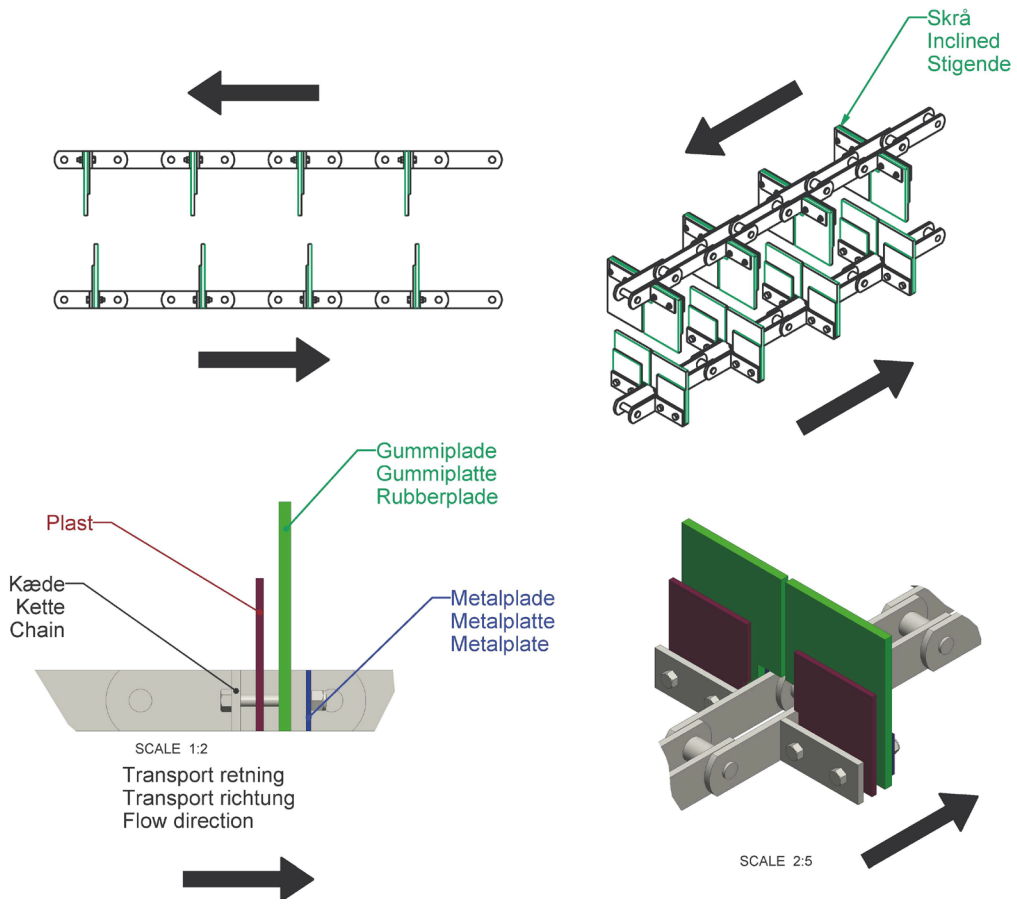 Skrå
Inclined
Stigende
Gummiplade
Gummiplatte
Rubberplade
Plast
Kæde
Kette
Chain
Metalplade
Metalplatte
Metalplate
SCALE 1:2
Transport retning
Transport richtung
Flow direction
SCALE 2:5